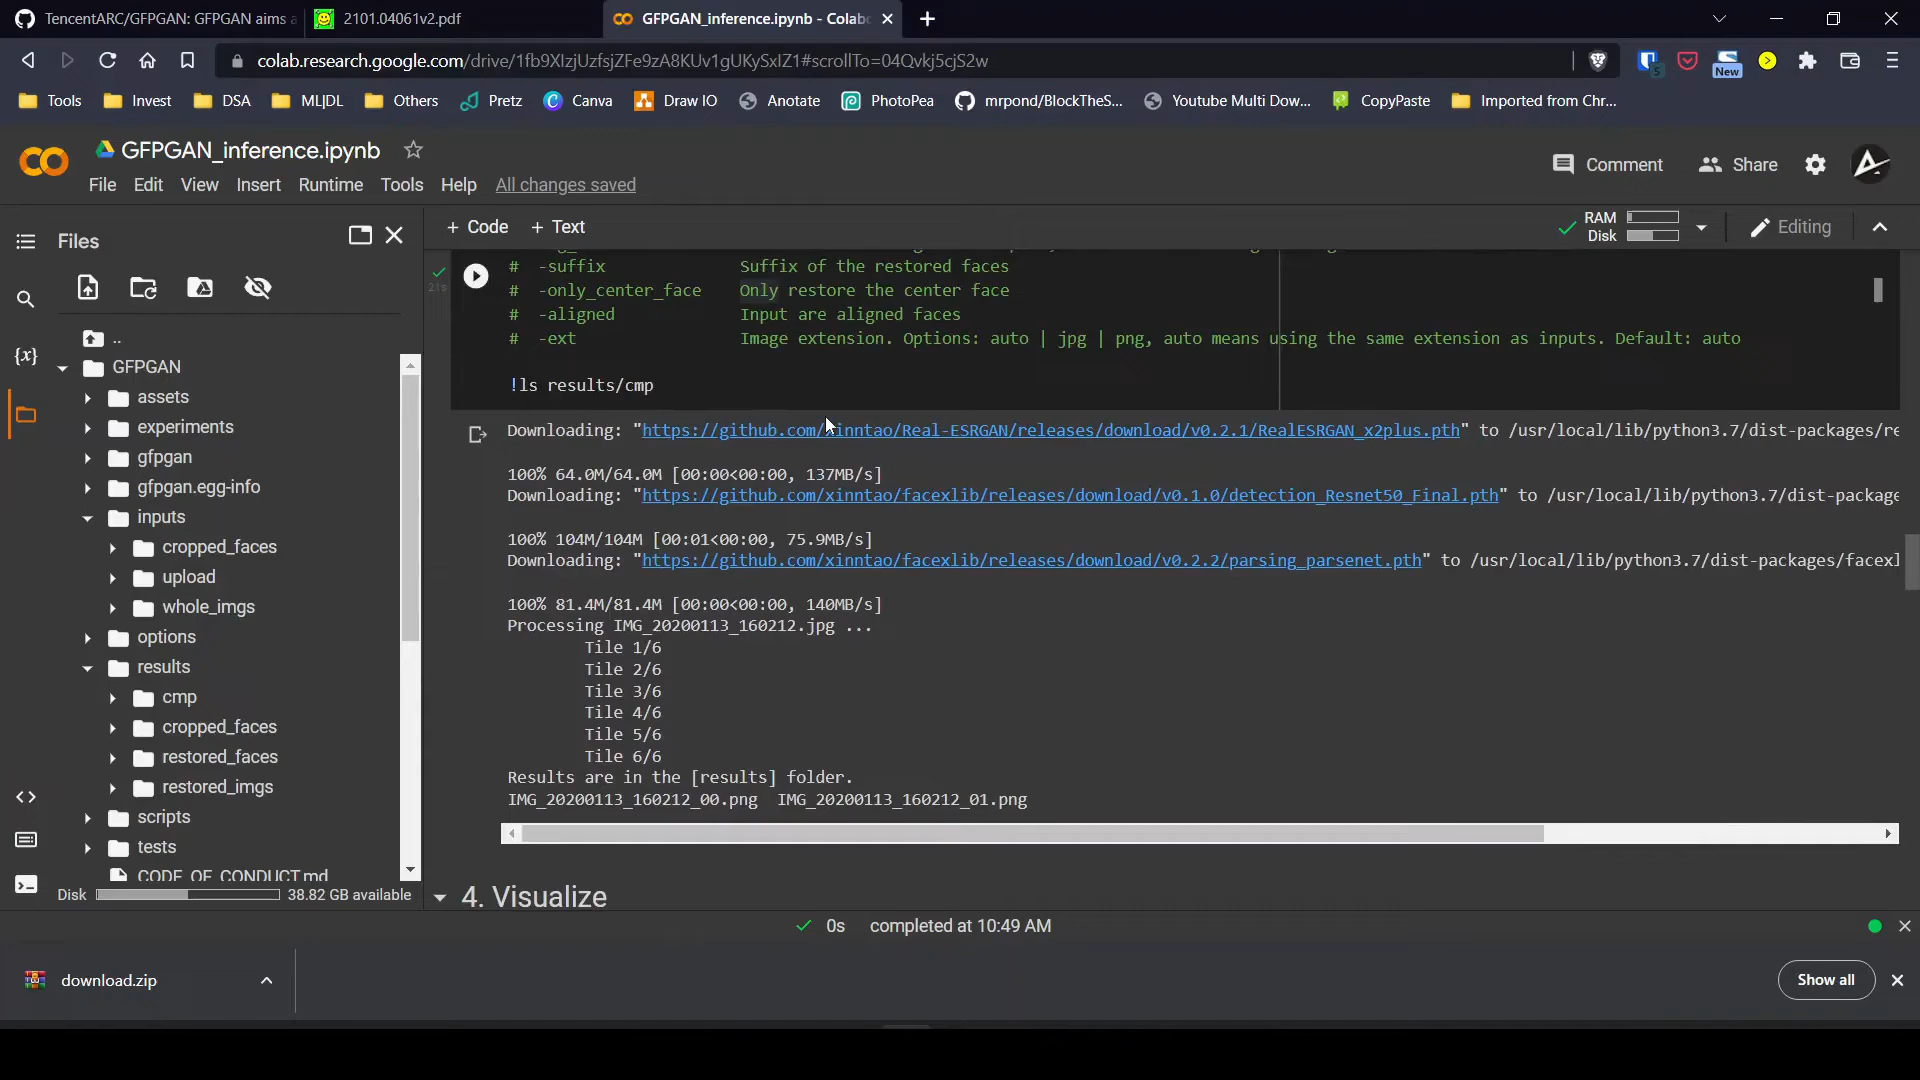 TencentARC/GFPGAN: GFPGAN aims a
2101.04061v2.pdf
GFPGAN_inference.ipynb - Colab
colab.research.google.com/drive/1fb9XIzjUzfsjZFe9zA8KUv1gUKySxIZ1#scrollTo=04Qvkj5cjS2w
5
New
Tools
Invest
DSA
ML|DL
Others
Pretz
Canva
Draw IO
Anotate
PhotoPea
mrpond/BlockTheS...
Youtube Multi Dow...
CopyPaste
Imported from Chr...
GFPGAN_inference.ipynb
Comment
Share
File Edit View Insert Runtime Tools Help All changes saved
Files
+ Code + Text
RAM
Disk
Editing
..
GFPGAN
assets
experiments
gfpgan
gfpgan.egg-info
inputs
cropped_faces
upload
whole_imgs
options
results
cmp
cropped_faces
restored_faces
restored_imgs
scripts
tests
CODE_OF_CONDUCT.md
Disk 38.82 GB available
{x}
21s
# -suffix Suffix of the restored faces
# -only_center_face Only restore the center face
# -aligned Input are aligned faces
# -ext Image extension. Options: auto | jpg | png, auto means using the same extension as inputs. Default: auto
!ls results/cmp
Downloading: "https://github.com/xinntao/Real-ESRGAN/releases/download/v0.2.1/RealESRGAN_x2plus.pth" to /usr/local/lib/python3.7/dist-packages/re
100% 64.0M/64.0M [00:00<00:00, 137MB/s]
Downloading: "https://github.com/xinntao/facexlib/releases/download/v0.1.0/detection_Resnet50_Final.pth" to /usr/local/lib/python3.7/dist-package
100% 104M/104M [00:01<00:00, 75.9MB/s]
Downloading: "https://github.com/xinntao/facexlib/releases/download/v0.2.2/parsing_parsenet.pth" to /usr/local/lib/python3.7/dist-packages/facexl
100% 81.4M/81.4M [00:00<00:00, 140MB/s]
Processing IMG_20200113_160212.jpg ...
Tile 1/6
Tile 2/6
Tile 3/6
Tile 4/6
Tile 5/6
Tile 6/6
Results are in the [results] folder.
IMG_20200113_160212_00.png IMG_20200113_160212_01.png
4. Visualize
0s completed at 10:49 AM
download.zip
Show all